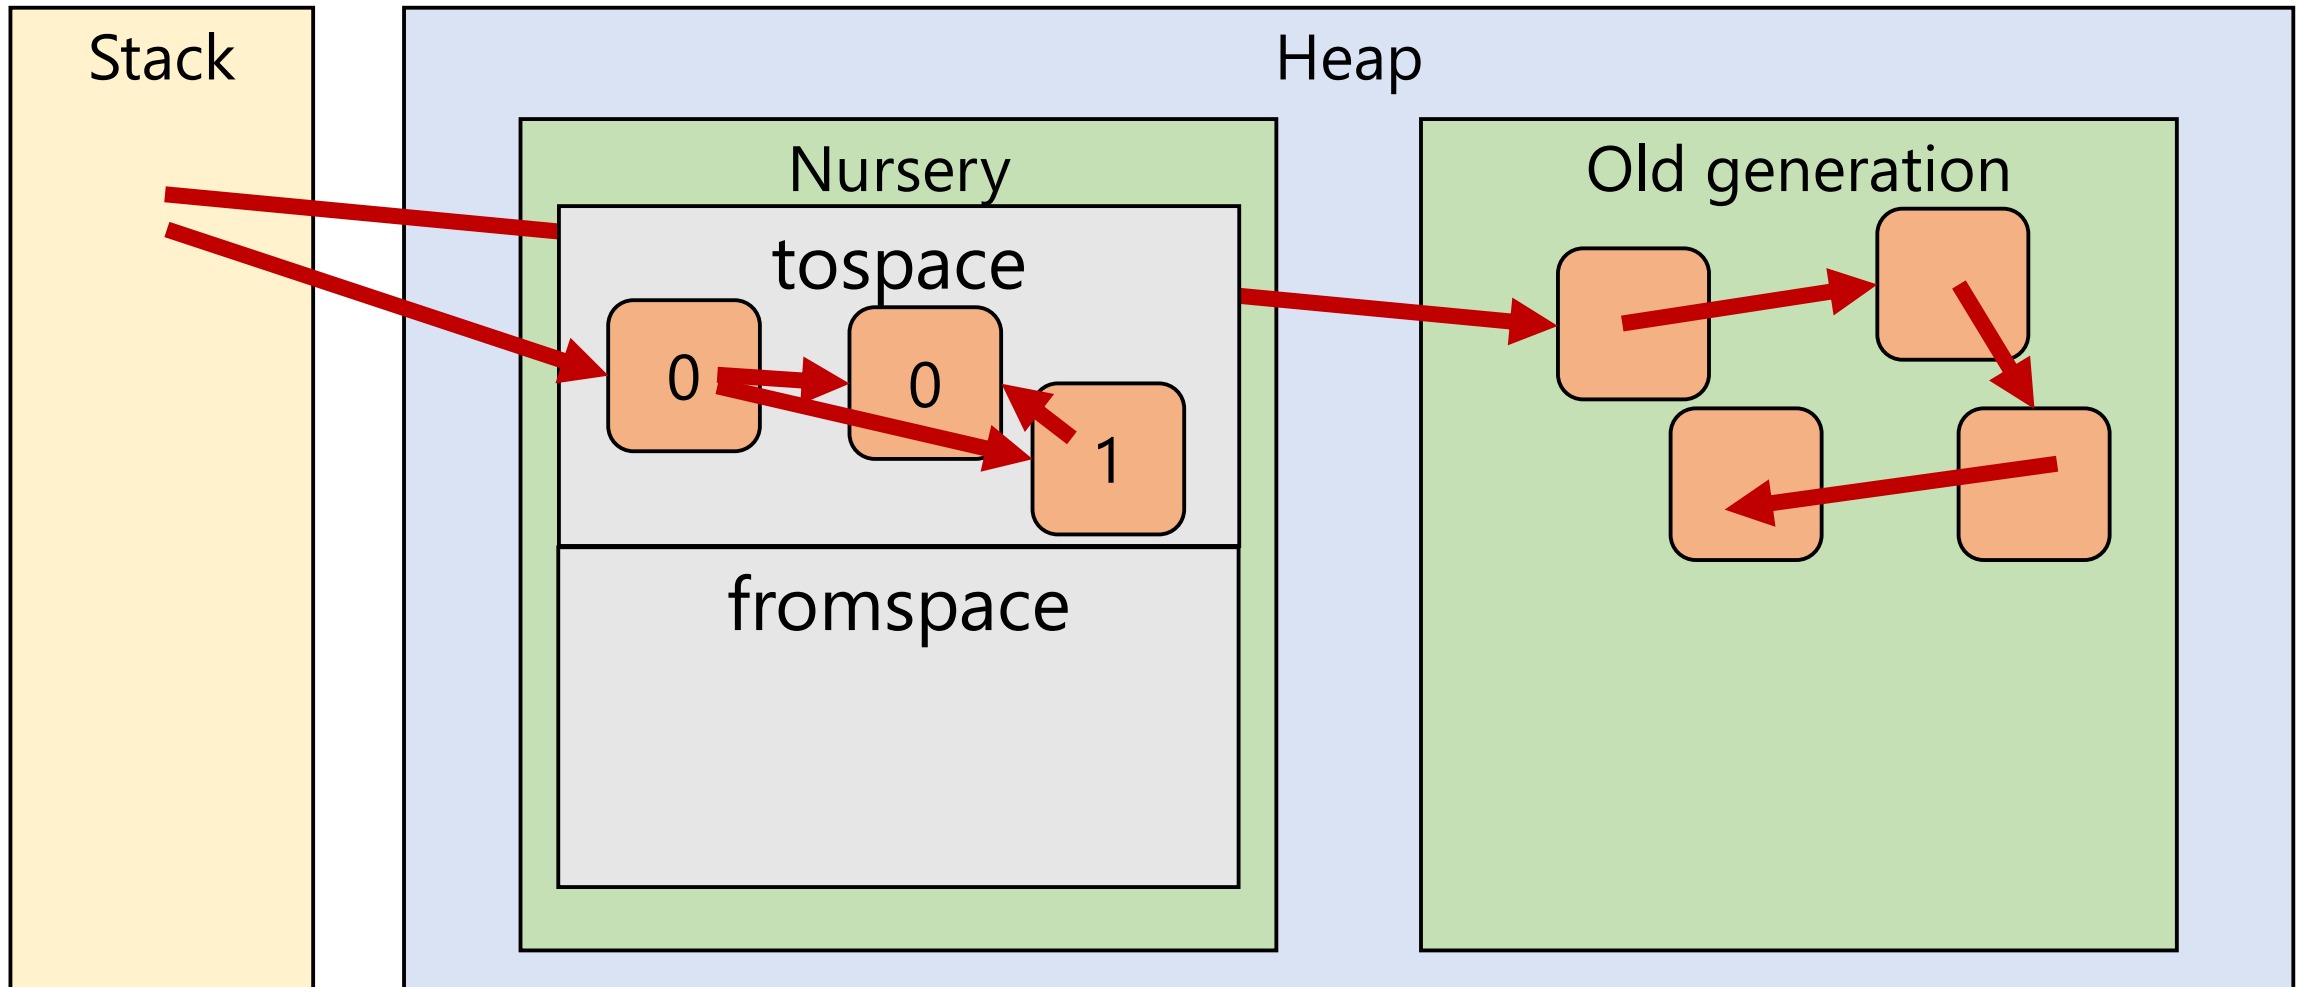 Stack
Heap
Nursery
Old generation
tospace
0
0
1
fromspace